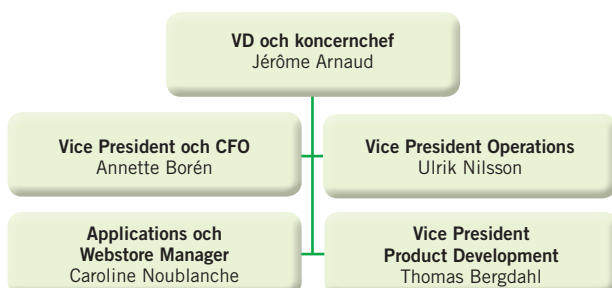 VD och koncernchef
Jérôme Arnaud
Vice President och CFO
Annette Borén
Vice President Operations
Ulrik Nilsson
Applications och
Webstore Manager
Caroline Noublanche
Vice President
Product Development
Thomas Bergdahl